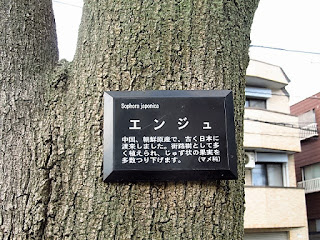 Sophora japonica
エンジュ
中国、朝鮮原産で、古く日本に
渡来しました。街路樹として多
く植えられ、じゅず状の果実を
多数つり下げます。 (マメ科)